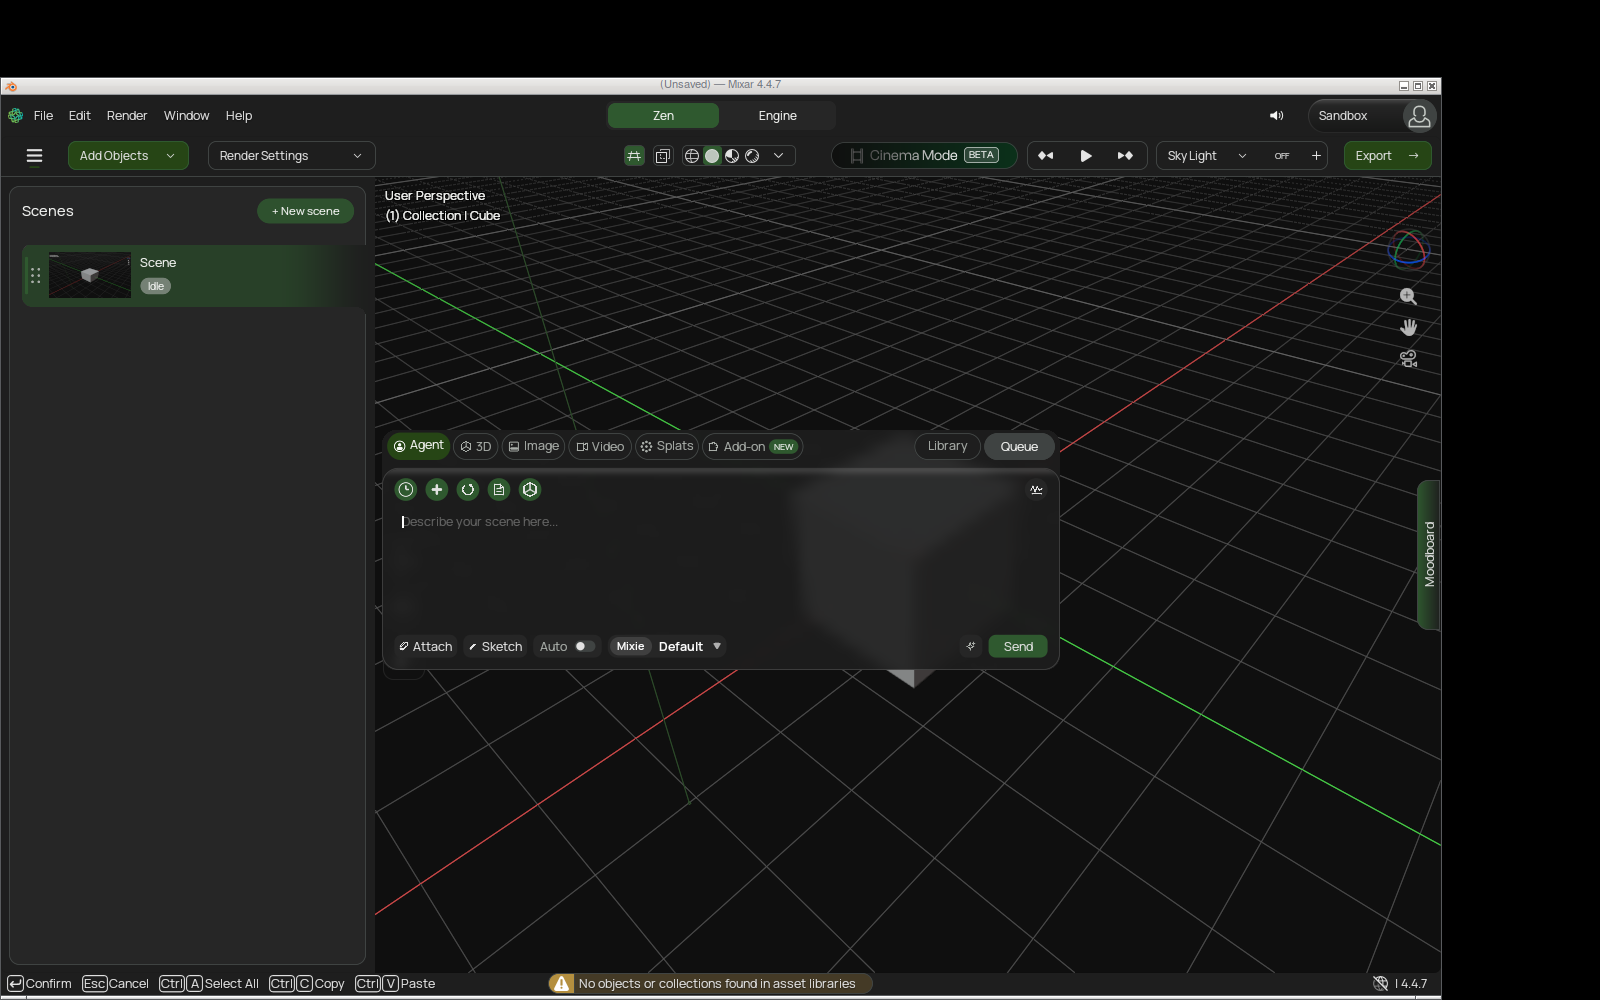 (Unsaved) — Mixar 4.4.7
File Edit Render Window Help
Zen Engine
Sandbox
Add Objects
Render Settings
Cinema Mode BETA
Sky Light OFF
Export
Scenes
+ New scene
Scene
Idle
User Perspective
(1) Collection | Cube
Agent 3D Image Video Splats Add-on NEW
Library Queue
Describe your scene here...
Attach Sketch Auto Mixie Default
Send
Moodboard
Confirm Esc Cancel Ctrl A Select All Ctrl C Copy Ctrl V Paste
No objects or collections found in asset libraries
| 4.4.7